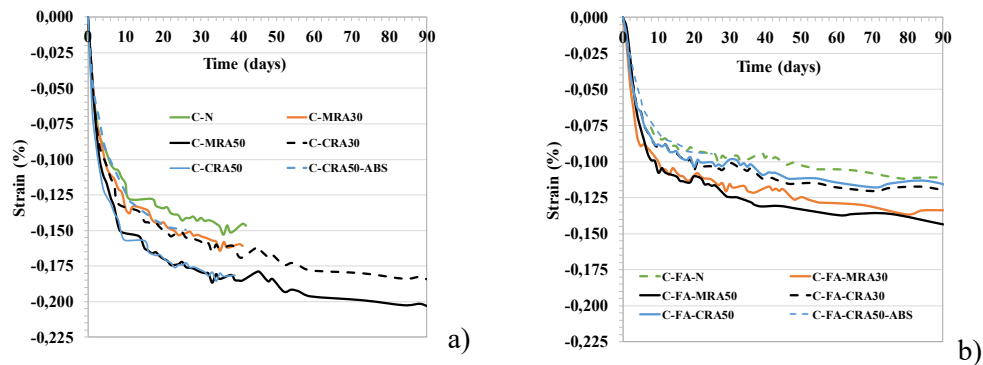 0,000
-0,025
-0,050
-0,075
-0,100
-0,125
-0,150
-0,175
-0,200
-0,225
Strain (%)
0 10 20 30 40 50 60 70 80 90
Time (days)
C-N C-MRA30
C-MRA50 C-CRA30
C-CRA50 C-CRA50-ABS
a)
0,000
-0,025
-0,050
-0,075
-0,100
-0,125
-0,150
-0,175
-0,200
-0,225
Strain (%)
0 10 20 30 40 50 60 70 80 90
Time (days)
C-FA-N C-FA-MRA30
C-FA-MRA50 C-FA-CRA30
C-FA-CRA50 C-FA-CRA50-ABS
b)